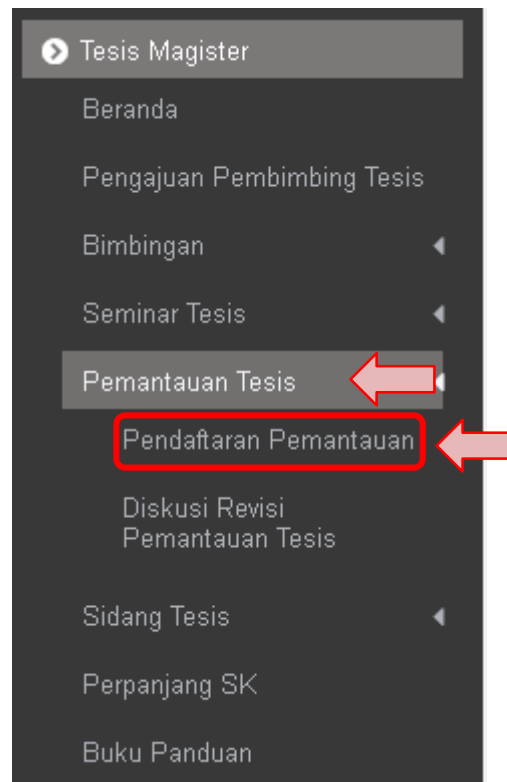 Tesis Magister
Beranda
Pengajuan Pembimbing Tesis
Bimbingan
Seminar Tesis
Pemantauan Tesis
Pendaftaran Pemantauan
Diskusi Revisi
Pemantauan Tesis
Sidang Tesis
Perpanjang SK
Buku Panduan